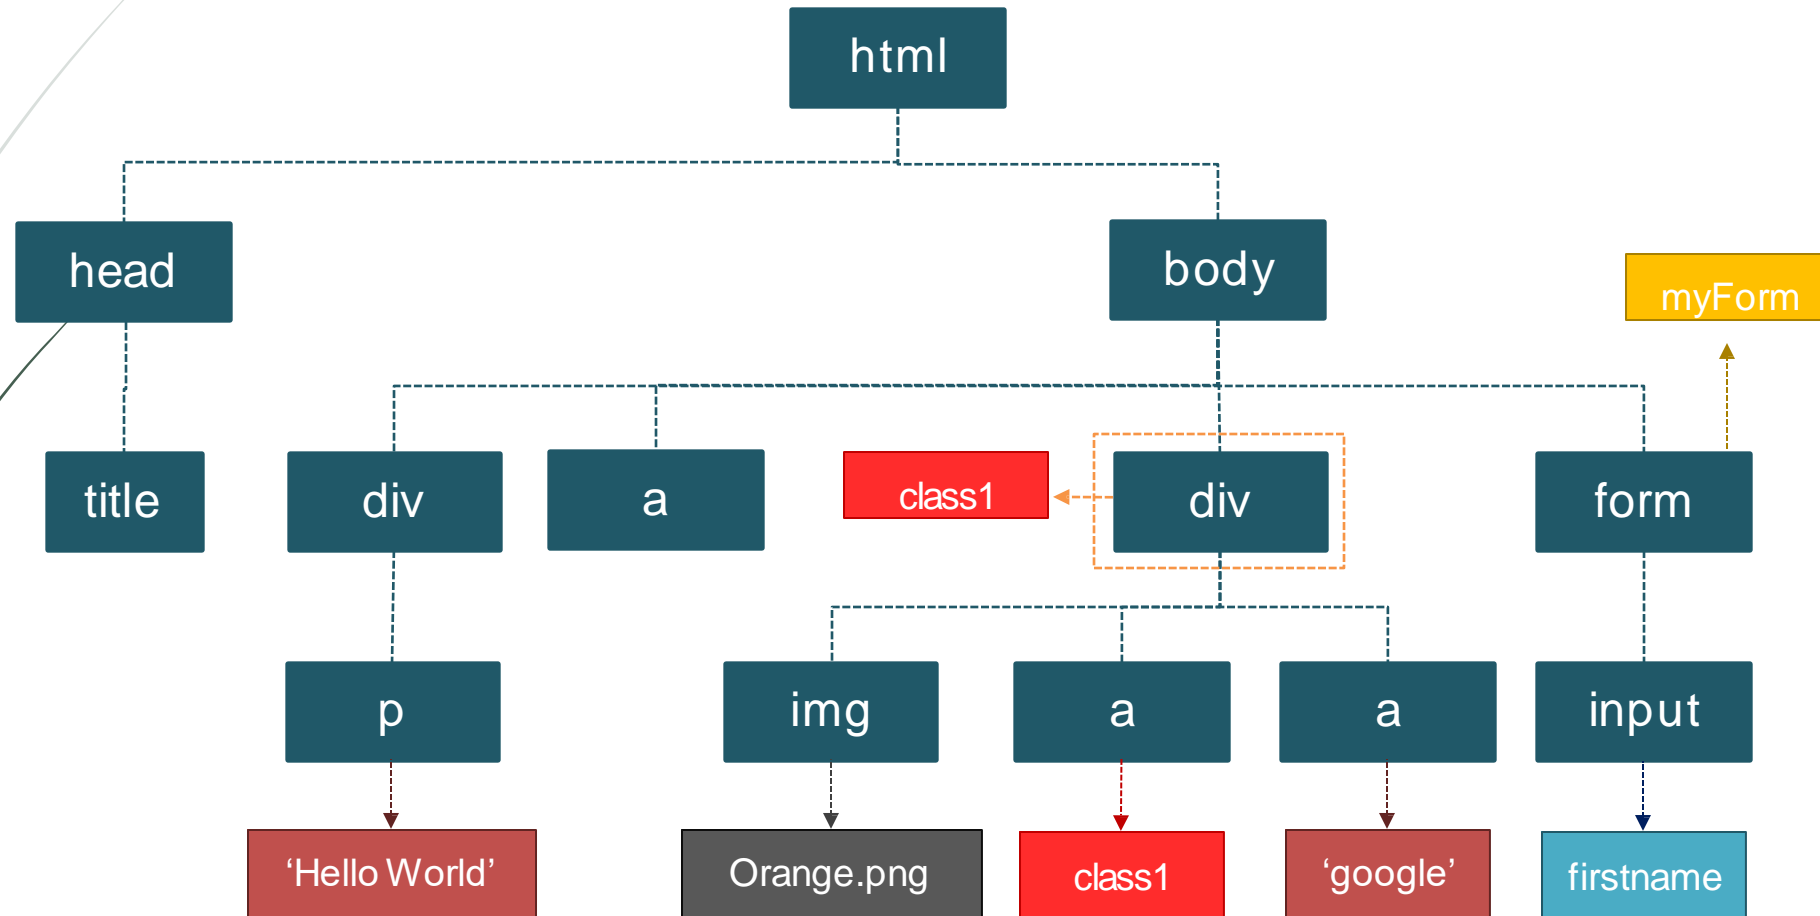 html
head
body
myForm
title
div
a
class1
div
form
p
img
a
a
input
‘Hello World’
Orange.png
class1
‘google’
firstname